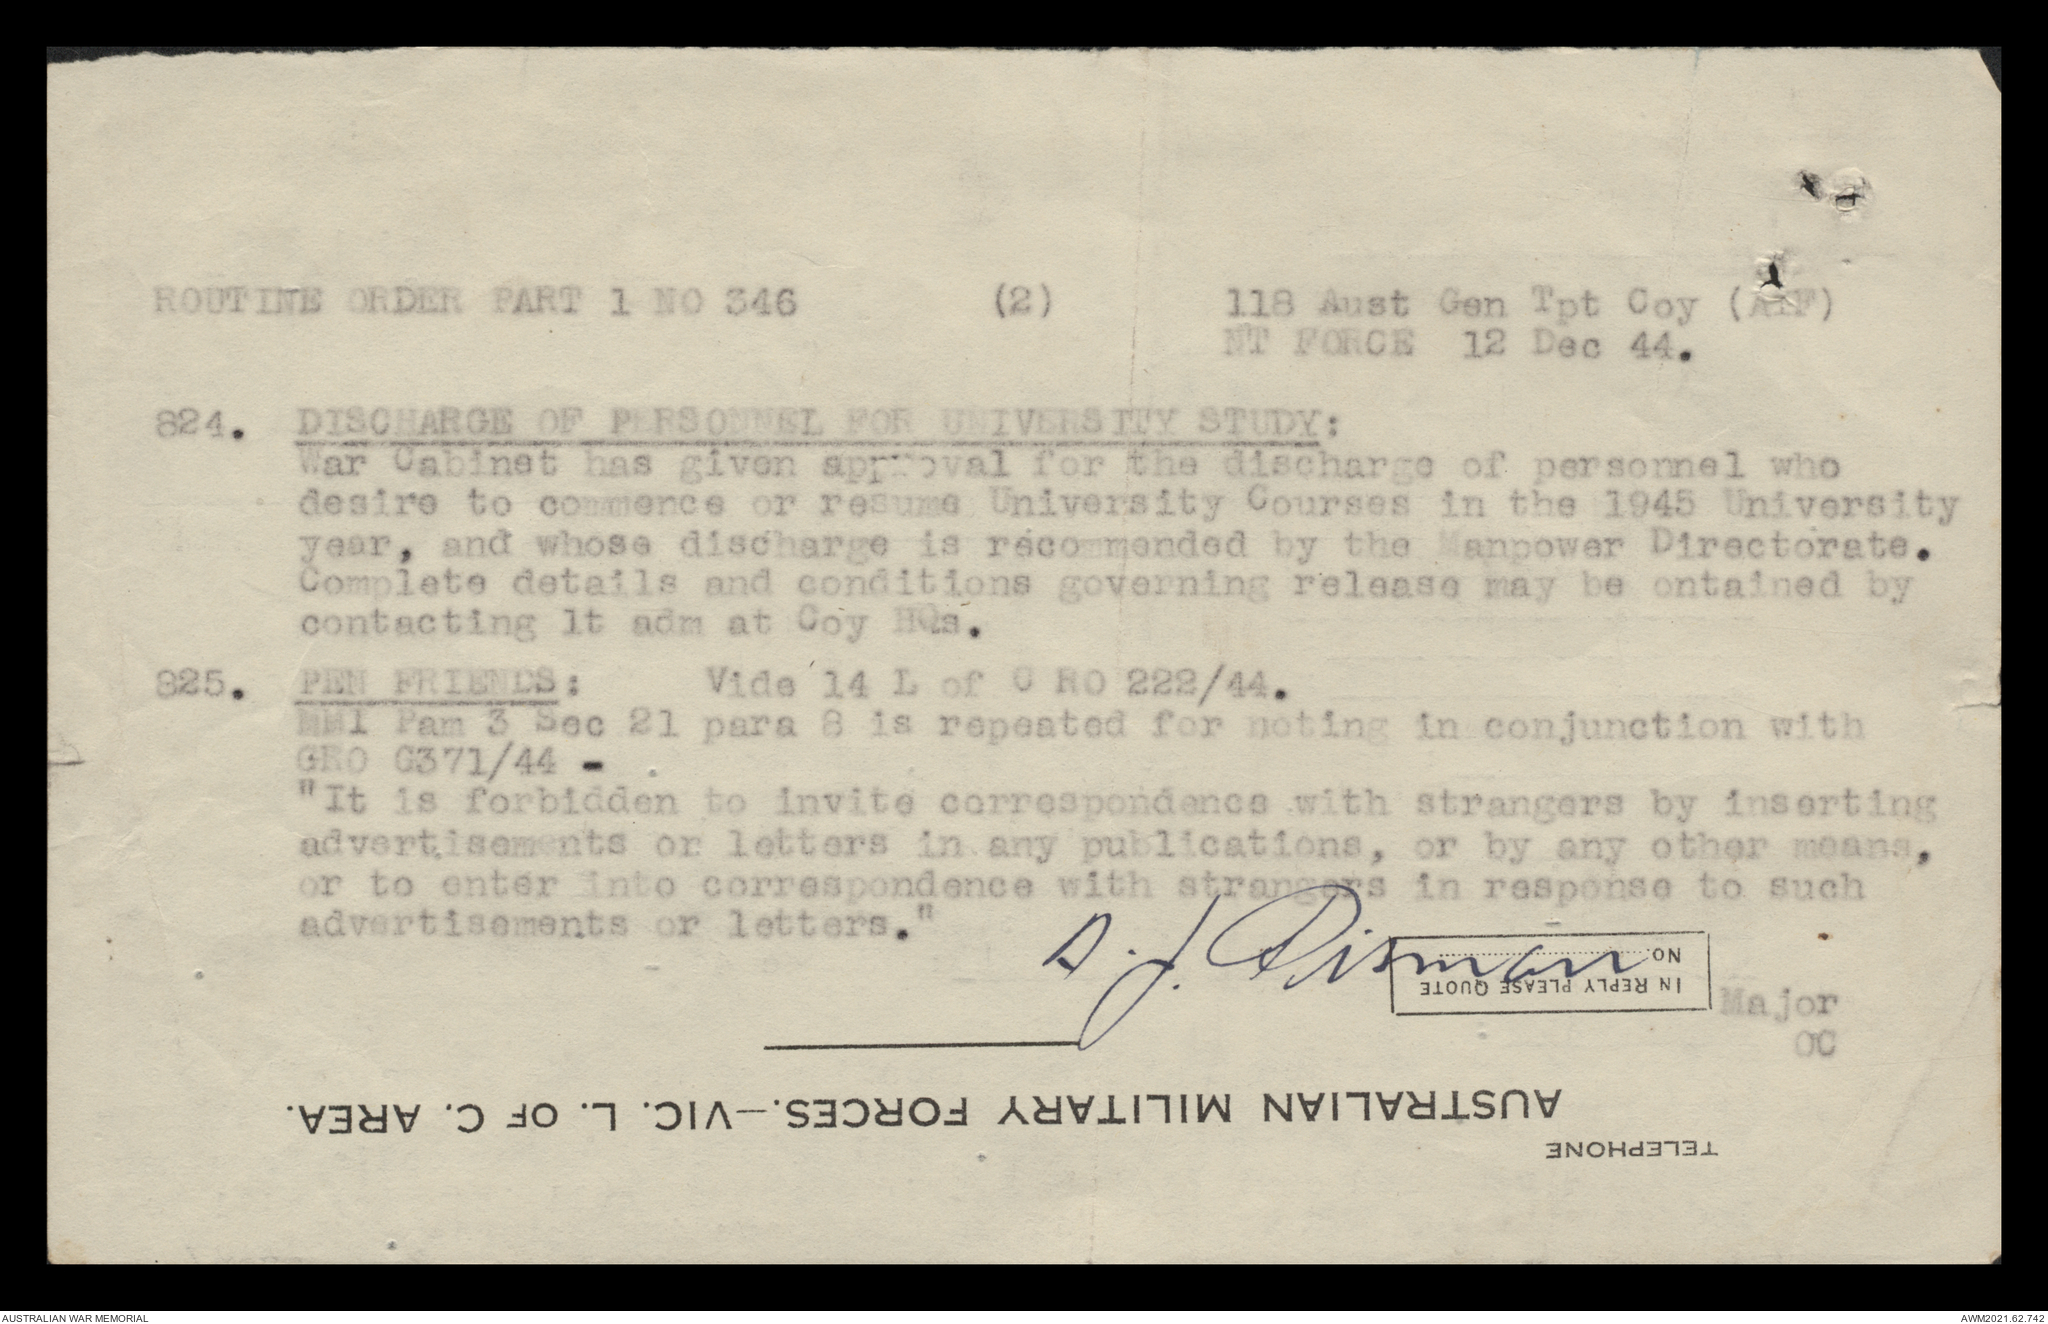 ROUTINE ORDER PART 1 NO 346 (2) 118 Aust Gen Tpt Coy (AIF)
NT FORCE 12 Dec 44.
824. DISCHARGE OF PERSONNEL FOR UNIVERSITY STUDY:
War Cabinet has given approval for the discharge of personnel who
desire to commence or resume University Courses in the 1945 University
year, and whose discharge is recommended by the Manpower Directorate.
Complete details and conditions governing release may be ontained by
contacting lt adm at Coy HQs.
825. PEN FRIENDS: Vide 14 L of C RO 222/44.
MMI Pam 3 Sec 21 para 8 is repeated for noting in conjunction with
GRO G371/44 -
"It is forbidden to invite correspondence with strangers by inserting
advertisements or letters in any publications, or by any other means,
or to enter into correspondence with strangers in response to such
advertisements or letters."
No.
IN REPLY PLEASE QUOTE
Major
OC
AUSTRALIAN MILITARY FORCES.—VIC. L. OF C. AREA.
TELEPHONE
AUSTRALIAN WAR MEMORIAL AWM2021.62.742